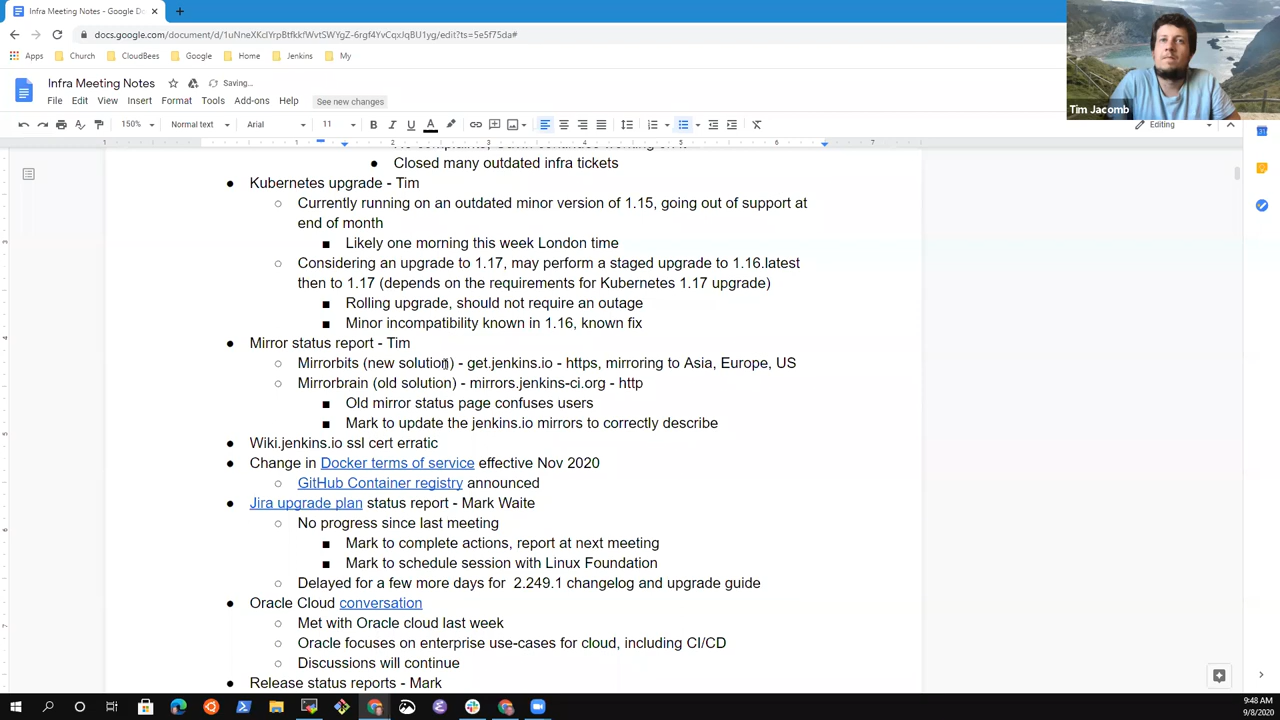 Infra Meeting Notes - Google Do
docs.google.com/document/d/1uNneXKclYrpBtfkkfWvtSWYgZ-6rgf4YvCqxJqBU1yg/edit?ts=5e5f75da#
Apps Church CloudBees Google Home Jenkins My
Infra Meeting Notes Saving...
File Edit View Insert Format Tools Add-ons Help See new changes
150% Normal text Arial 11 B I U A Editing
1 1 2 3 4 5 6 7
Closed many outdated infra tickets
Kubernetes upgrade - Tim
Currently running on an outdated minor version of 1.15, going out of support at
end of month
Likely one morning this week London time
Considering an upgrade to 1.17, may perform a staged upgrade to 1.16.latest
then to 1.17 (depends on the requirements for Kubernetes 1.17 upgrade)
Rolling upgrade, should not require an outage
Minor incompatibility known in 1.16, known fix
Mirror status report - Tim
Mirrorbits (new solution) - get.jenkins.io - https, mirroring to Asia, Europe, US
Mirrorbrain (old solution) - mirrors.jenkins-ci.org - http
Old mirror status page confuses users
Mark to update the jenkins.io mirrors to correctly describe
Wiki.jenkins.io ssl cert erratic
Change in Docker terms of service effective Nov 2020
GitHub Container registry announced
Jira upgrade plan status report - Mark Waite
No progress since last meeting
Mark to complete actions, report at next meeting
Mark to schedule session with Linux Foundation
Delayed for a few more days for 2.249.1 changelog and upgrade guide
Oracle Cloud conversation
Met with Oracle cloud last week
Oracle focuses on enterprise use-cases for cloud, including CI/CD
Discussions will continue
Release status reports - Mark
Tim Jacomb
9:48 AM
9/8/2020